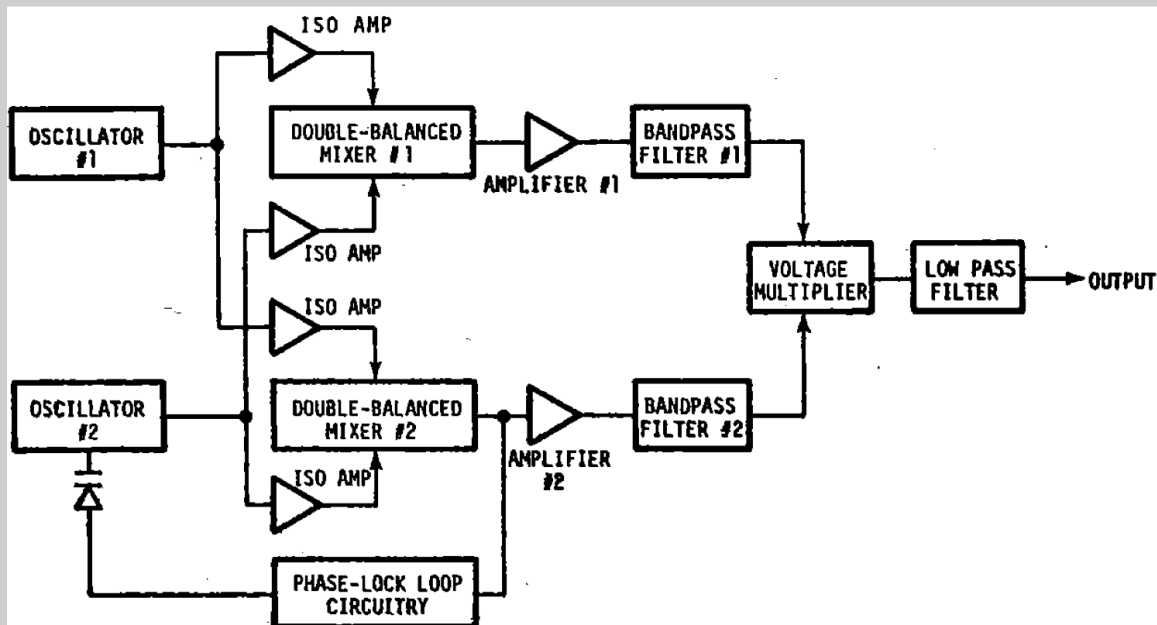 ISO AMP
OSCILLATOR
#1
DOUBLE-BALANCED
MIXER #1
AMPLIFIER #1
BANDPASS
FILTER #1
ISO AMP
VOLTAGE
MULTIPLIER
LOW PASS
FILTER
OUTPUT
ISO AMP
OSCILLATOR
#2
DOUBLE-BALANCED
MIXER #2
AMPLIFIER
#2
BANDPASS
FILTER #2
ISO AMP
PHASE-LOCK LOOP
CIRCUITRY